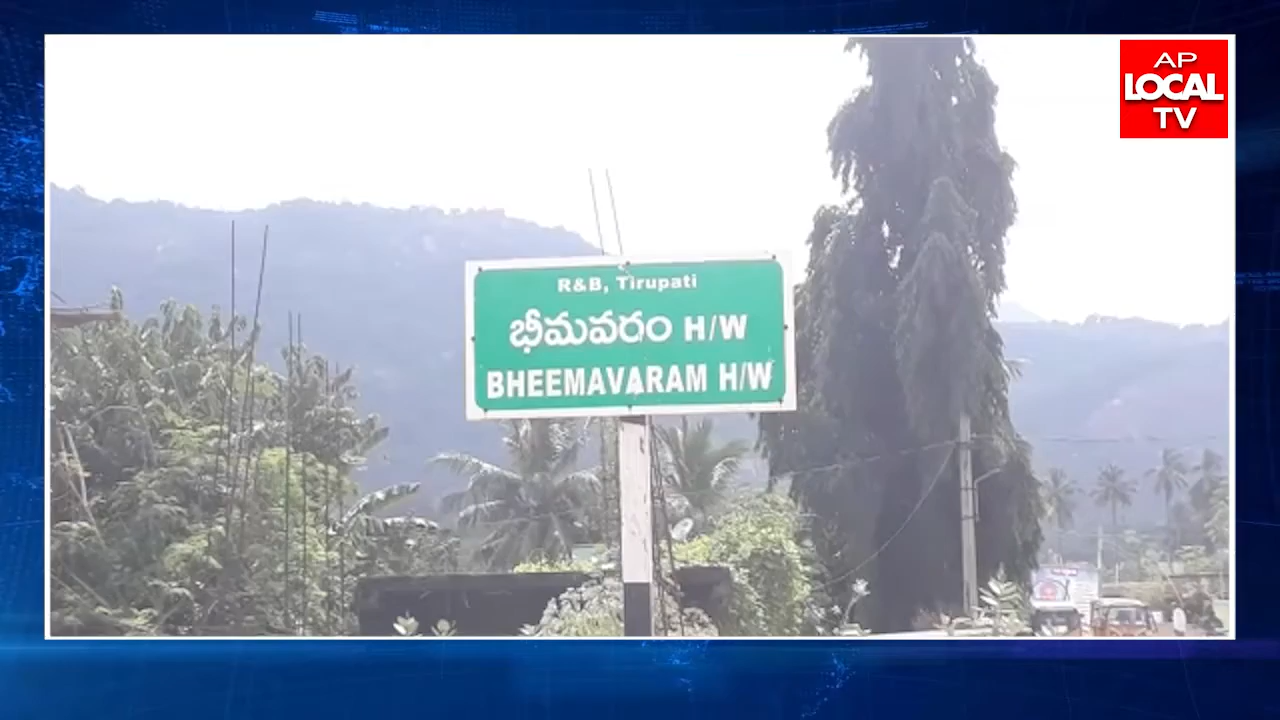 AP
LOCAL
TV
R&B, Tirupati
భీమవరం H/W
BHEEMAVARAM H/W